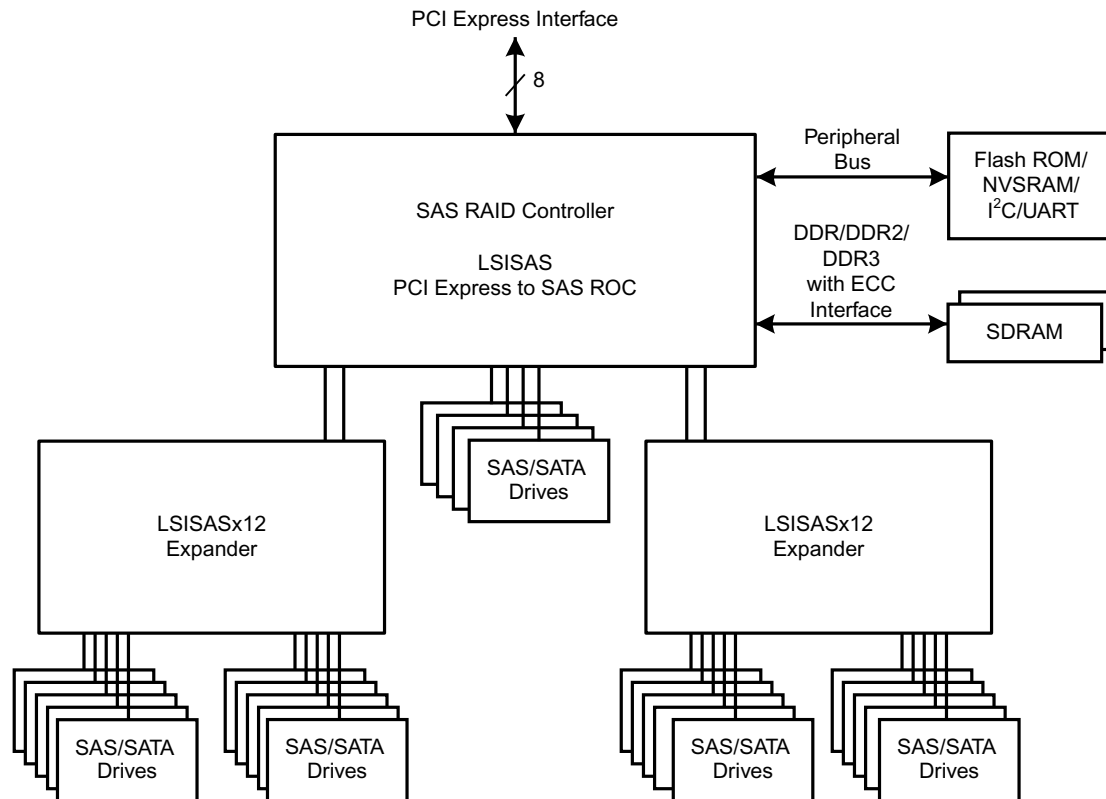 PCI Express Interface
8
SAS RAID Controller
LSISAS
PCI Express to SAS ROC
Peripheral
Bus
Flash ROM/
NVSRAM/
I²C/UART
DDR/DDR2/
DDR3
with ECC
Interface
SDRAM
SAS/SATA
Drives
LSISASx12
Expander
LSISASx12
Expander
SAS/SATA
Drives
SAS/SATA
Drives
SAS/SATA
Drives
SAS/SATA
Drives